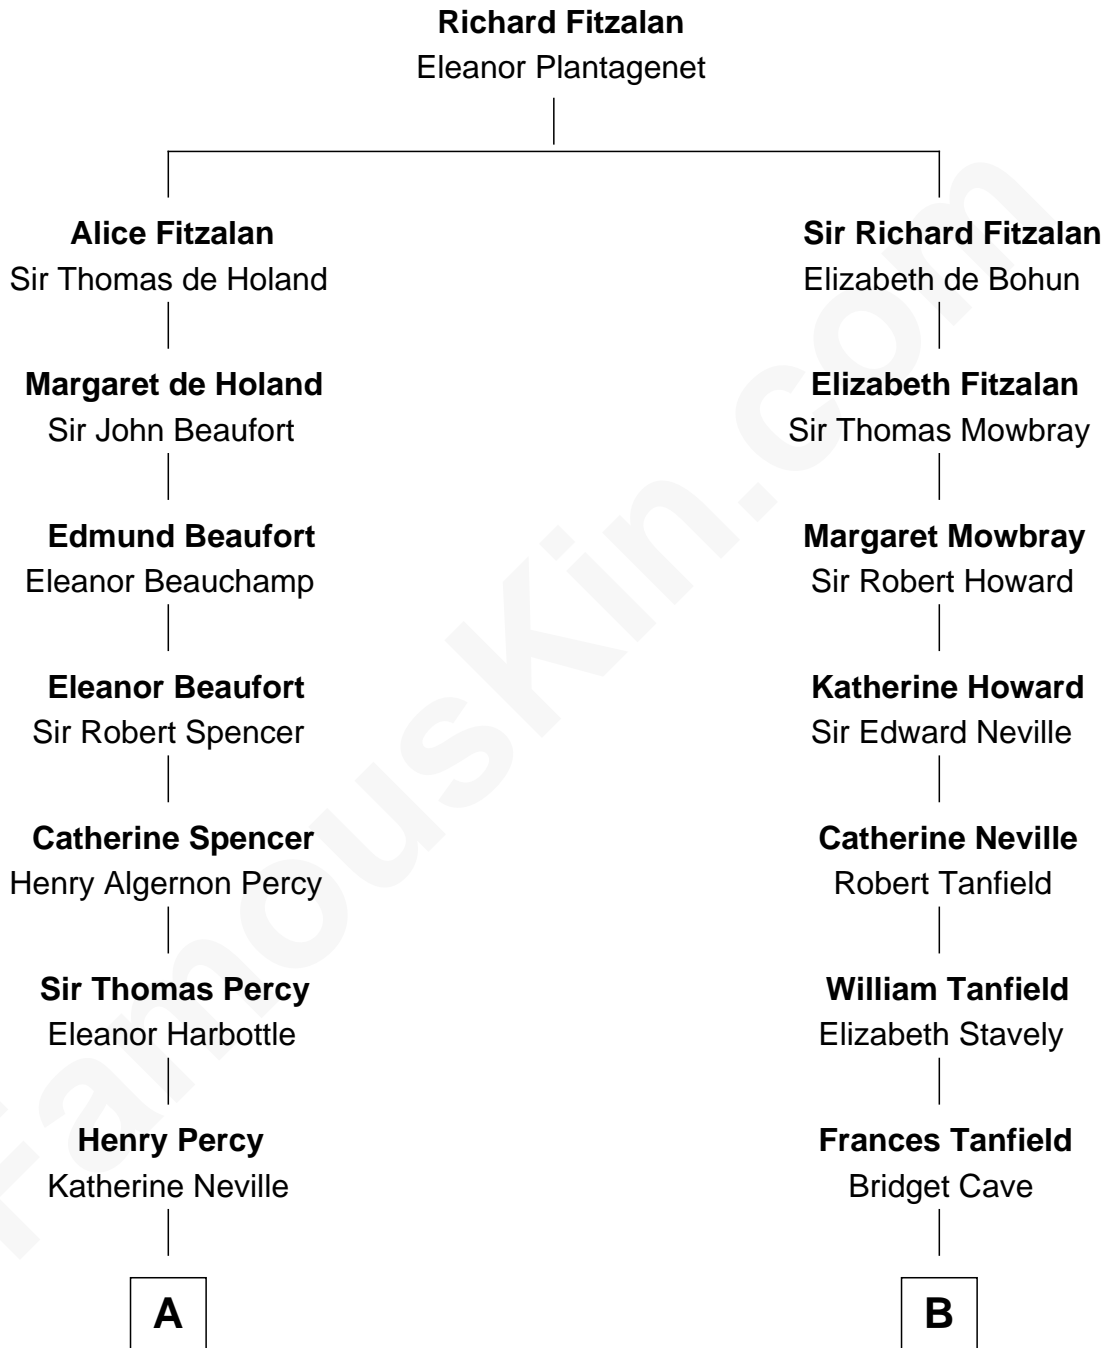 Richard Fitzalan
Eleanor Plantagenet
Alice Fitzalan
Sir Thomas de Holand
Sir Richard Fitzalan
Elizabeth de Bohun
Margaret de Holand
Sir John Beaufort
Elizabeth Fitzalan
Sir Thomas Mowbray
Edmund Beaufort
Eleanor Beauchamp
Margaret Mowbray
Sir Robert Howard
Eleanor Beaufort
Sir Robert Spencer
Katherine Howard
Sir Edward Neville
Catherine Spencer
Henry Algernon Percy
Catherine Neville
Robert Tanfield
Sir Thomas Percy
Eleanor Harbottle
William Tanfield
Elizabeth Stavely
Henry Percy
Katherine Neville
Frances Tanfield
Bridget Cave
A
B
FamousKin.com